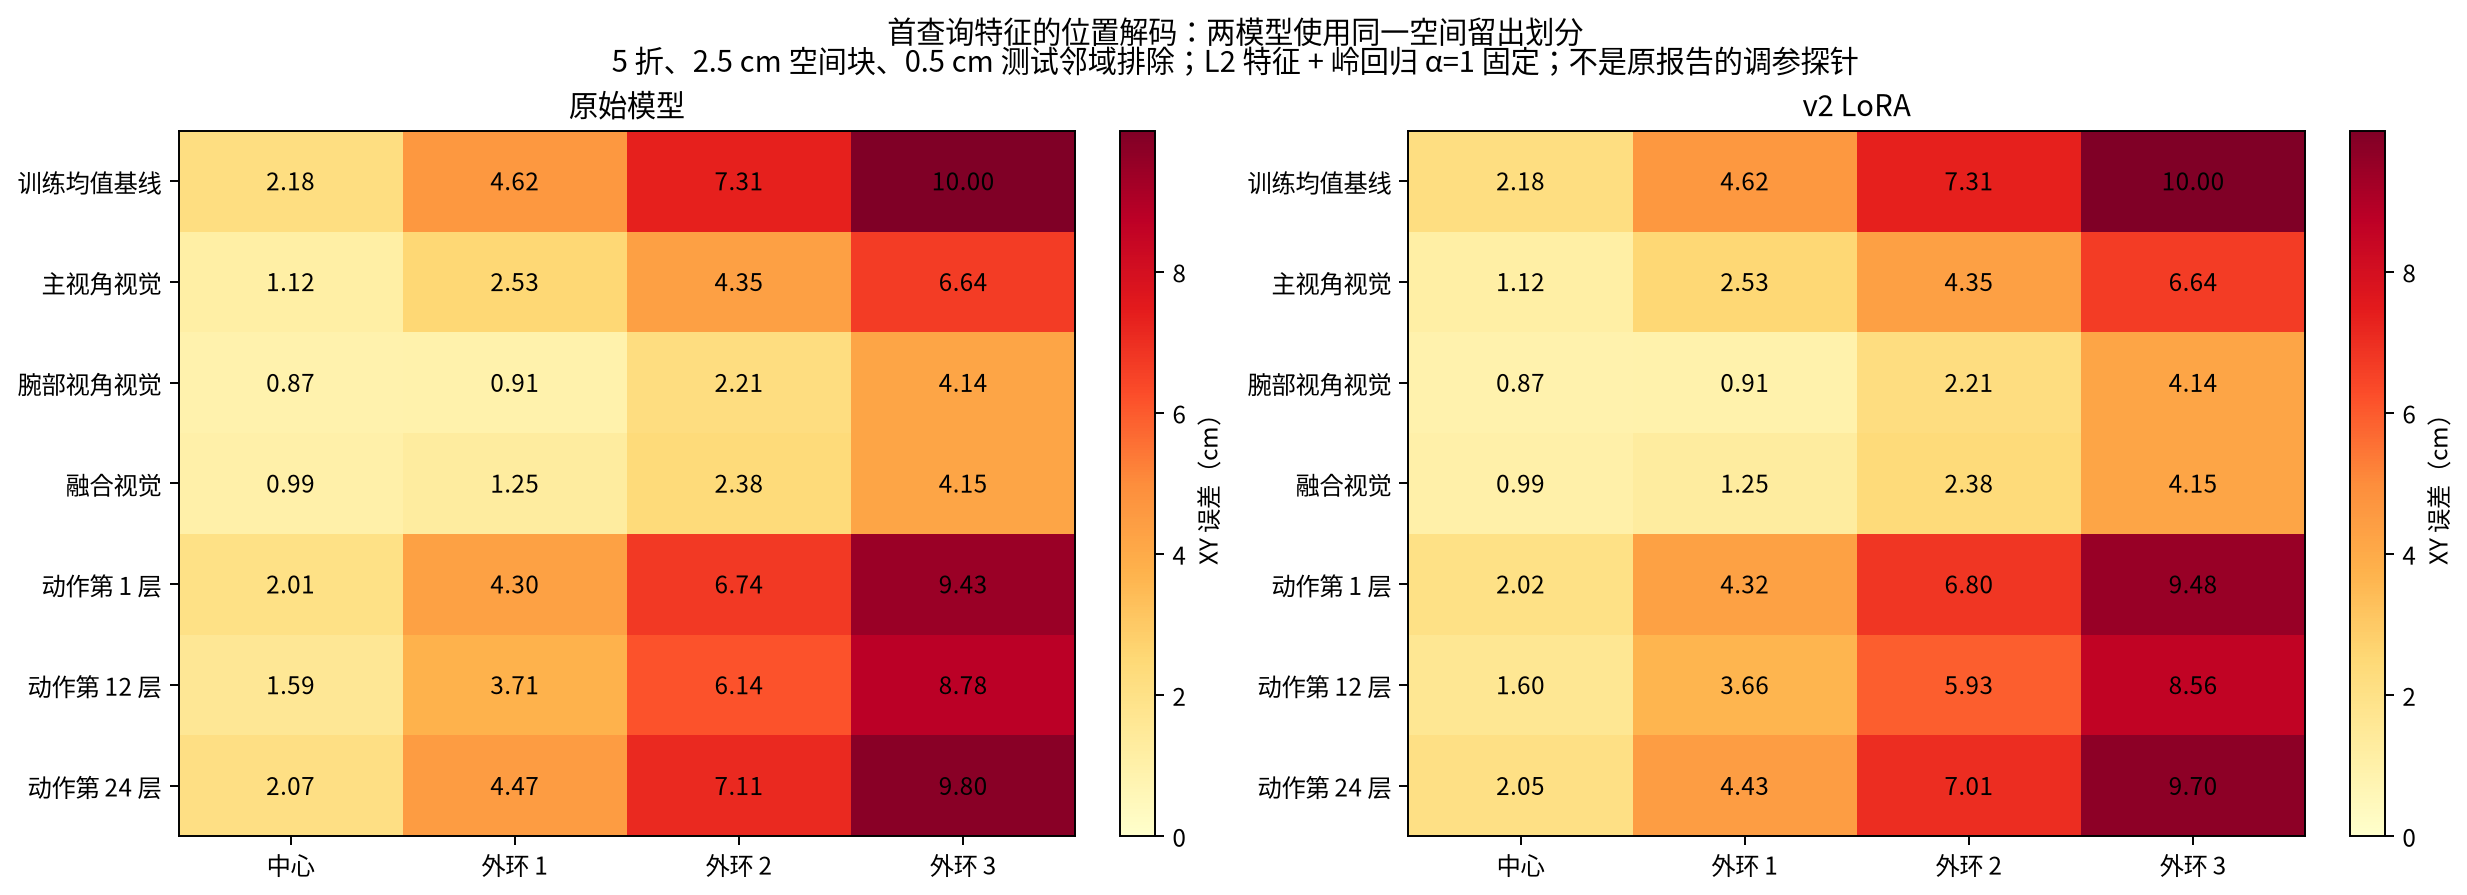 首查询特征的位置解码：两模型使用同一空间留出划分
5 折、2.5 cm 空间块、0.5 cm 测试邻域排除；L2 特征 + 岭回归 α=1 固定；不是原报告的调参探针
原始模型
训练均值基线 2.18 4.62 7.31 10.00
主视角视觉 1.12 2.53 4.35 6.64
腕部视角视觉 0.87 0.91 2.21 4.14
融合视觉 0.99 1.25 2.38 4.15
动作第 1 层 2.01 4.30 6.74 9.43
动作第 12 层 1.59 3.71 6.14 8.78
动作第 24 层 2.07 4.47 7.11 9.80
中心 外环 1 外环 2 外环 3
8
6
4
2
0
XY 误差（cm）
v2 LoRA
训练均值基线 2.18 4.62 7.31 10.00
主视角视觉 1.12 2.53 4.35 6.64
腕部视角视觉 0.87 0.91 2.21 4.14
融合视觉 0.99 1.25 2.38 4.15
动作第 1 层 2.02 4.32 6.80 9.48
动作第 12 层 1.60 3.66 5.93 8.56
动作第 24 层 2.05 4.43 7.01 9.70
中心 外环 1 外环 2 外环 3
8
6
4
2
0
XY 误差（cm）